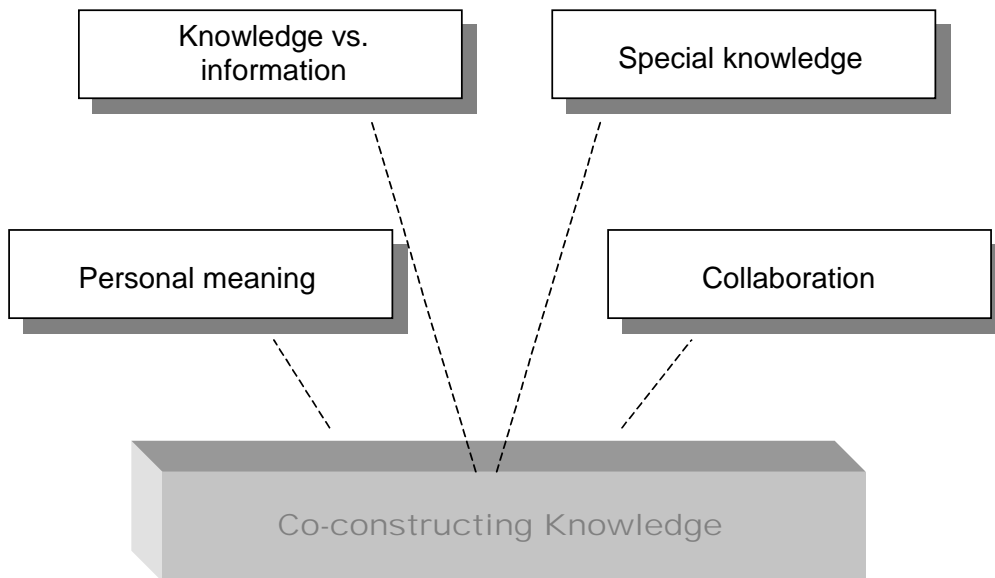 Knowledge vs.
information
Special knowledge
Personal meaning
Collaboration
Co-constructing Knowledge